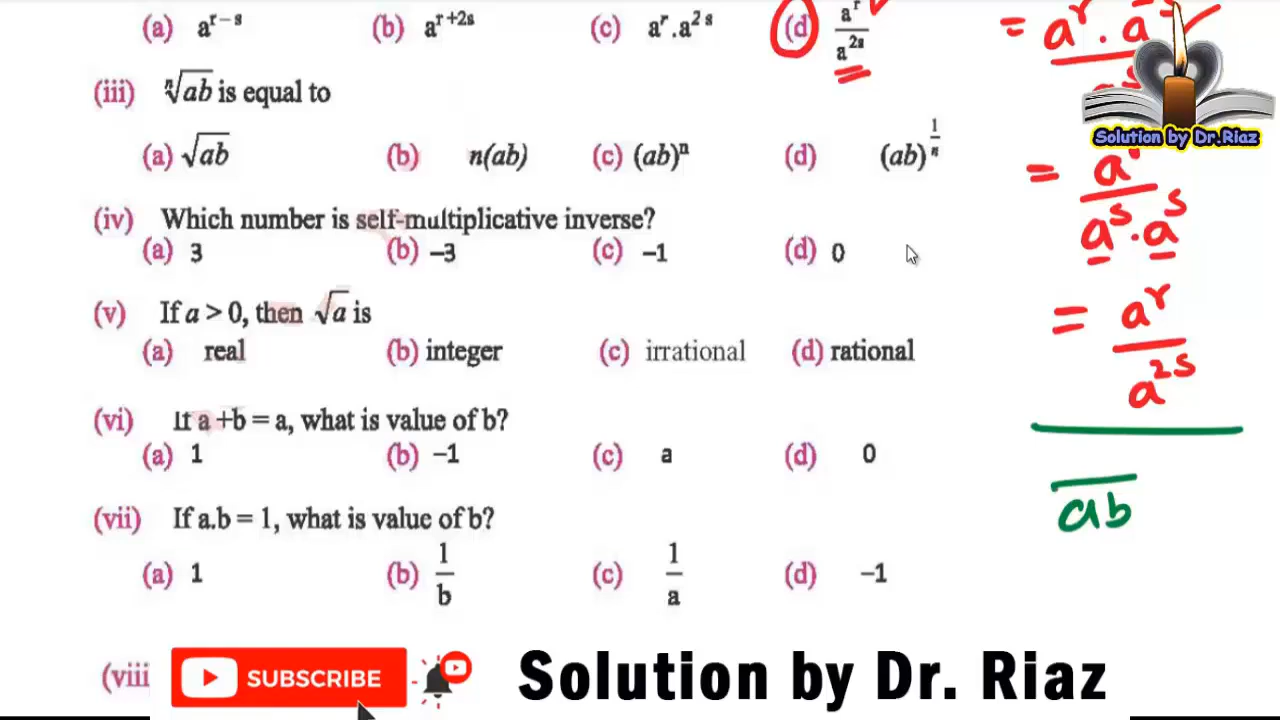 (a) a^{r-s} (b) a^{r+2s} (c) a^r.a^{2s} (d) a^r/a^{2s}
(iii) ⁿ√ab is equal to
(a) √ab (b) n(ab) (c) (ab)^n (d) (ab)^{1/n}
(iv) Which number is self-multiplicative inverse?
(a) 3 (b) –3 (c) –1 (d) 0
(v) If a > 0, then √a is
(a) real (b) integer (c) irrational (d) rational
(vi) If a +b = a, what is value of b?
(a) 1 (b) –1 (c) a (d) 0
(vii) If a.b = 1, what is value of b?
(a) 1 (b) 1/b (c) 1/a (d) –1
(viii
SUBSCRIBE
Solution by Dr. Riaz
Solution by Dr.Riaz
= a^r/a^s.a^s
= a^r/a^{2s}
ab